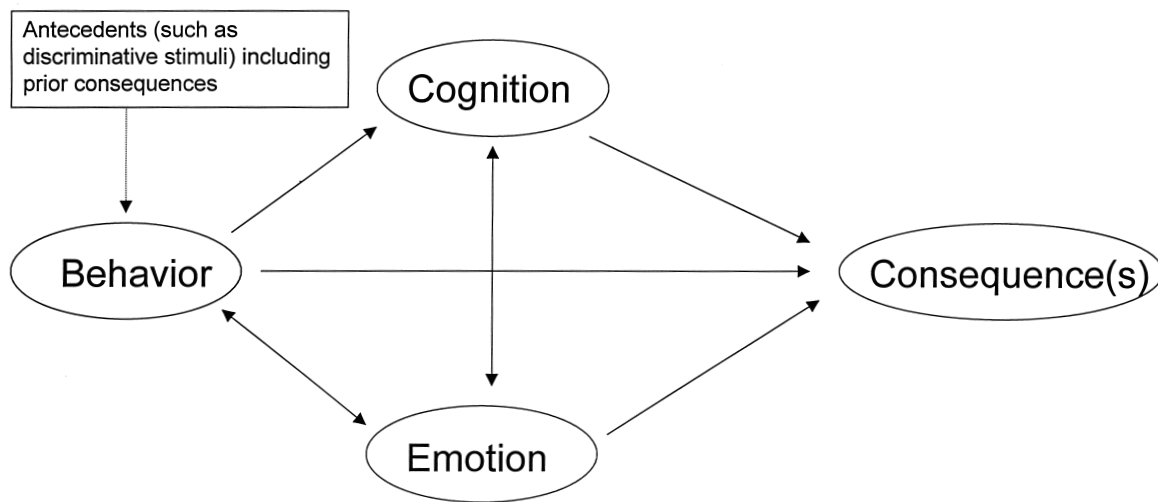 Antecedents (such as
discriminative stimuli) including
prior consequences
Cognition
Behavior
Consequence(s)
Emotion